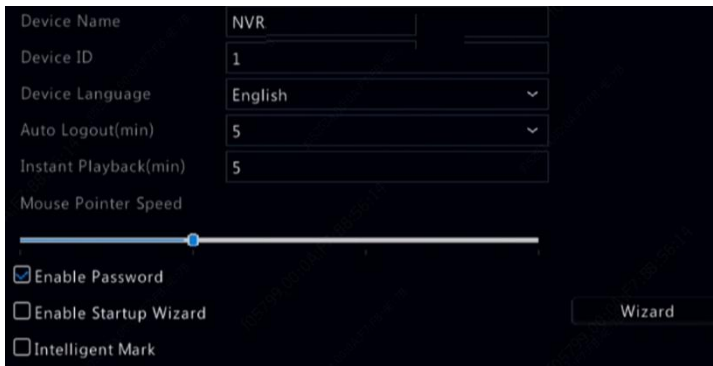 Device Name NVR
Device ID 1
Device Language English
Auto Logout(min) 5
Instant Playback(min) 5
Mouse Pointer Speed
Enable Password
Enable Startup Wizard Wizard
Intelligent Mark